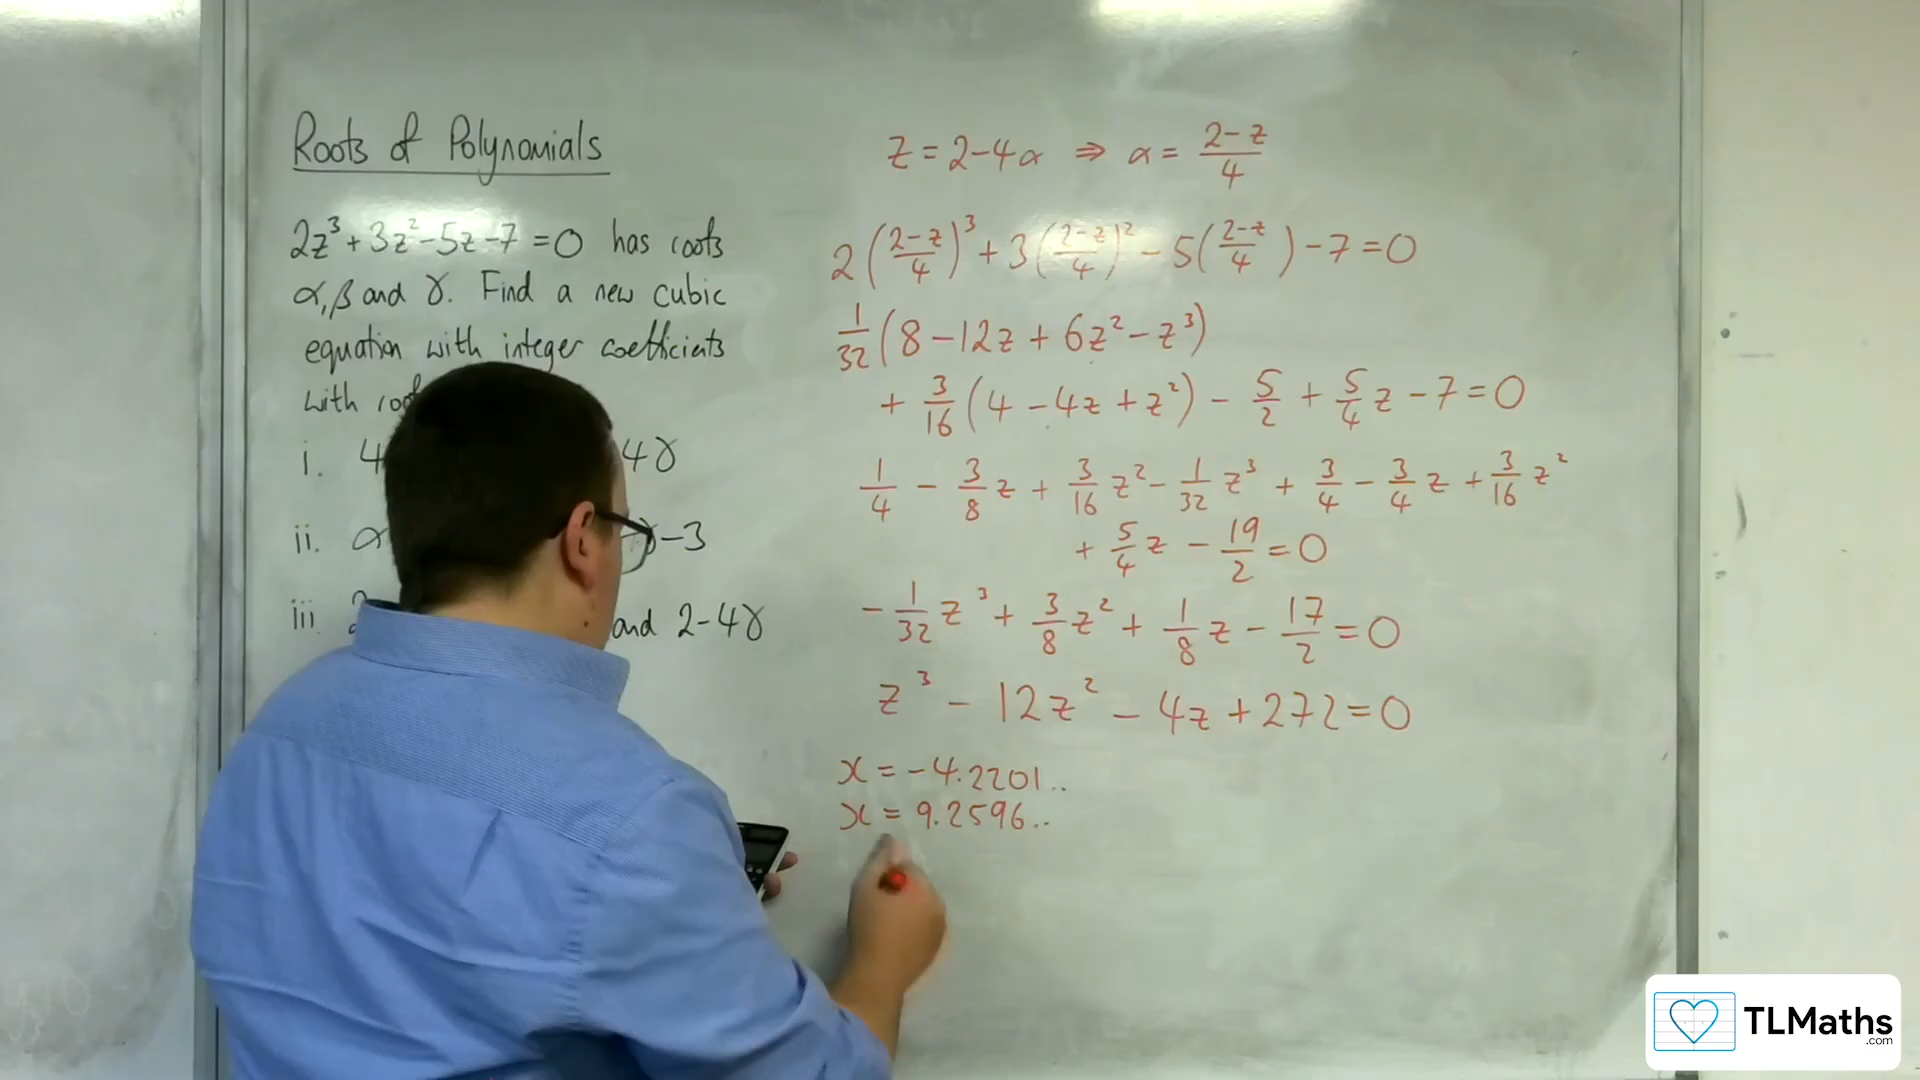 Roots of Polynomials
2z³ + 3z² - 5z - 7 = 0 has roots
α, β and γ. Find a new cubic
equation with integer coefficients
with
i. 4 4γ
ii. α -3
iii. 2 and 2-4γ
z = 2-4α ⇒ α = (2-z)/4
2((2-z)/4)³ + 3((2-z)/4)² - 5((2-z)/4) - 7 = 0
1/32 (8 - 12z + 6z² - z³)
+ 3/16 (4 - 4z + z²) - 5/2 + 5/4 z - 7 = 0
1/4 - 3/8 z + 3/16 z² - 1/32 z³ + 3/4 - 3/4 z + 3/16 z²
+ 5/4 z - 19/2 = 0
- 1/32 z³ + 3/8 z² + 1/8 z - 17/2 = 0
z³ - 12z² - 4z + 272 = 0
x = -4.2201..
x = 9.2596..
TLMaths
.com